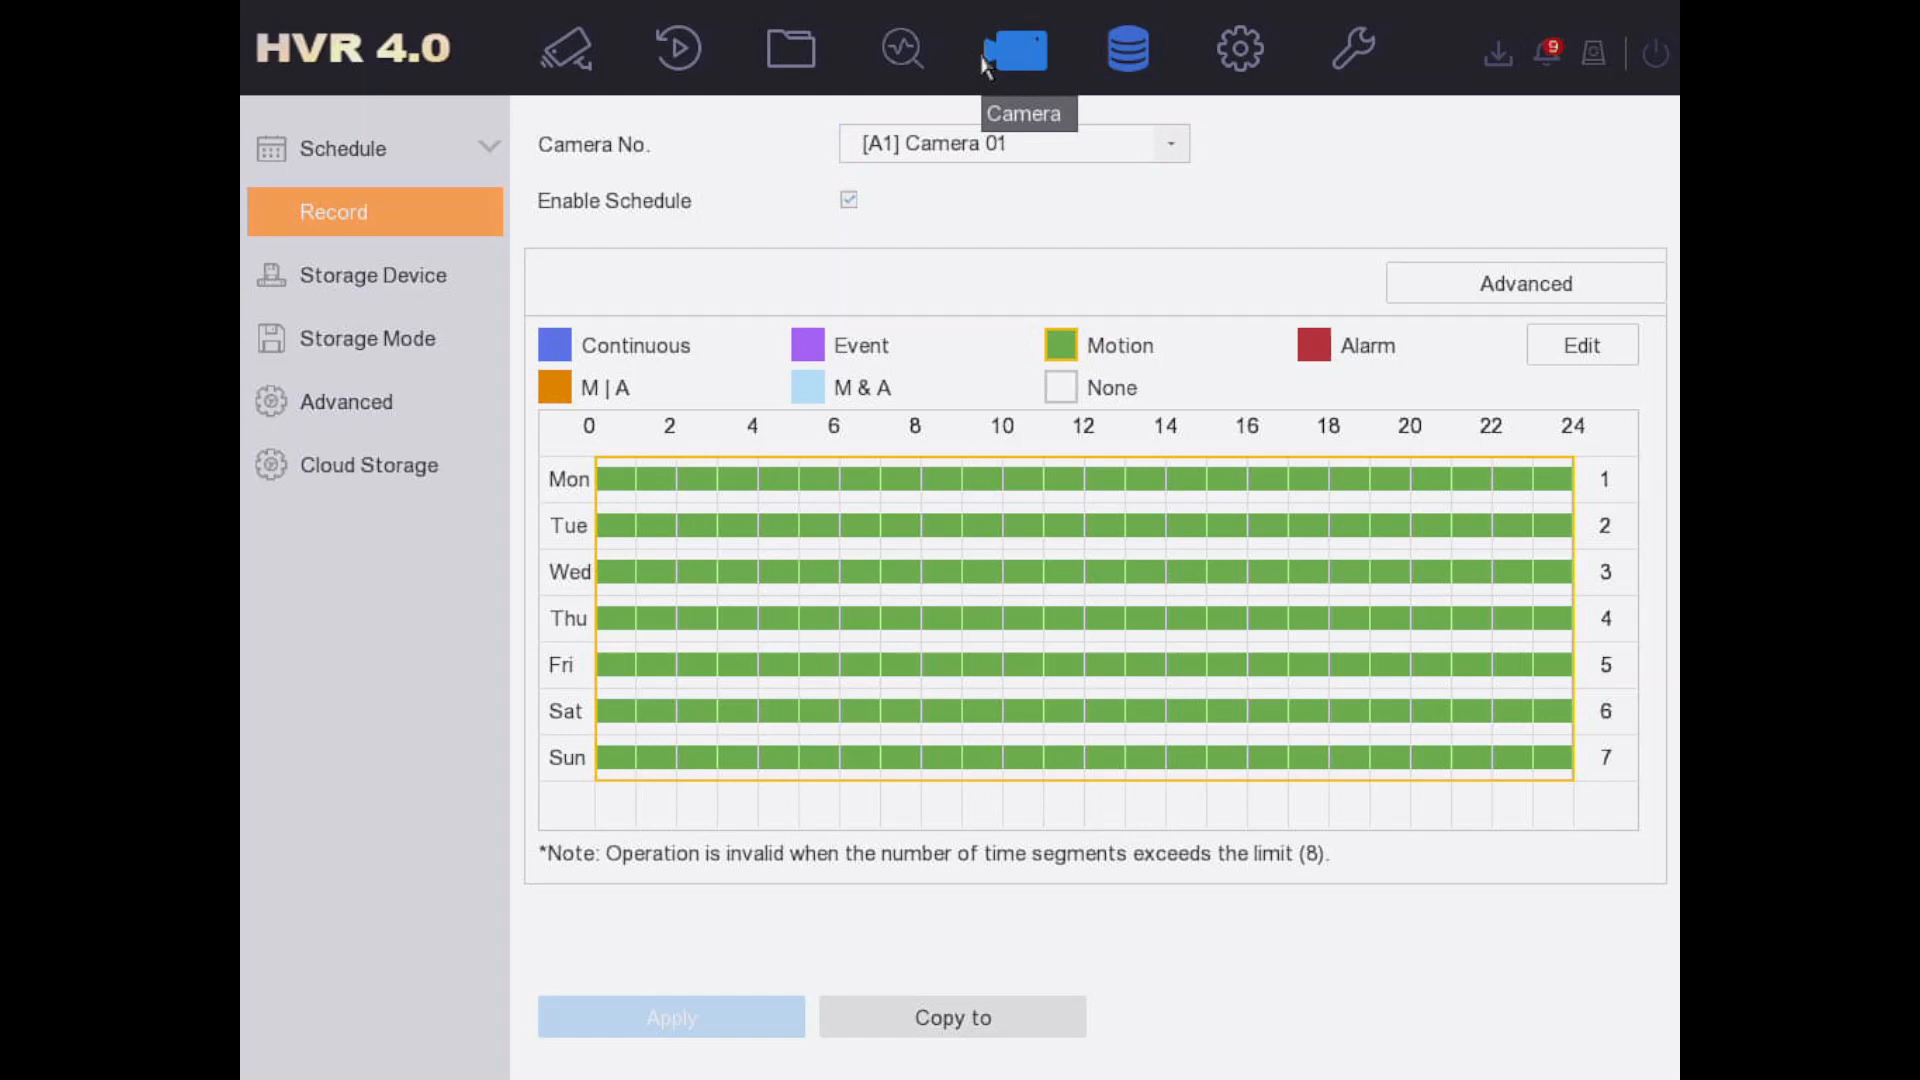 HVR 4.0
9
Camera
Schedule
Camera No.
[A1] Camera 01
Record
Enable Schedule
Storage Device
Advanced
Storage Mode
Continuous
Event
Motion
Alarm
Edit
M | A
M & A
None
Advanced
0 2 4 6 8 10 12 14 16 18 20 22 24
Cloud Storage
Mon 1
Tue 2
Wed 3
Thu 4
Fri 5
Sat 6
Sun 7
*Note: Operation is invalid when the number of time segments exceeds the limit (8).
Apply
Copy to